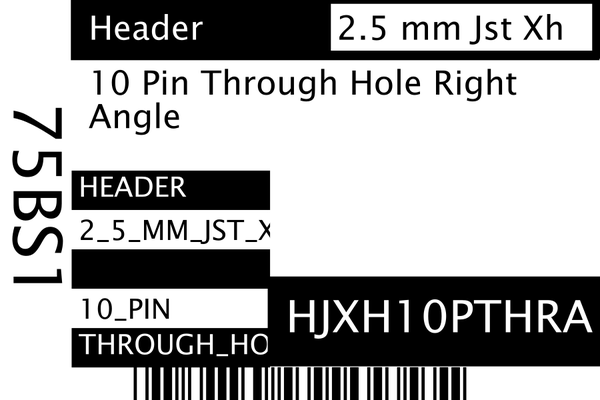 Header
2.5 mm Jst Xh
10 Pin Through Hole Right
Angle
75BS1
HEADER
2_5_MM_JST_X
10_PIN
THROUGH_HO
HJXH10PTHRA